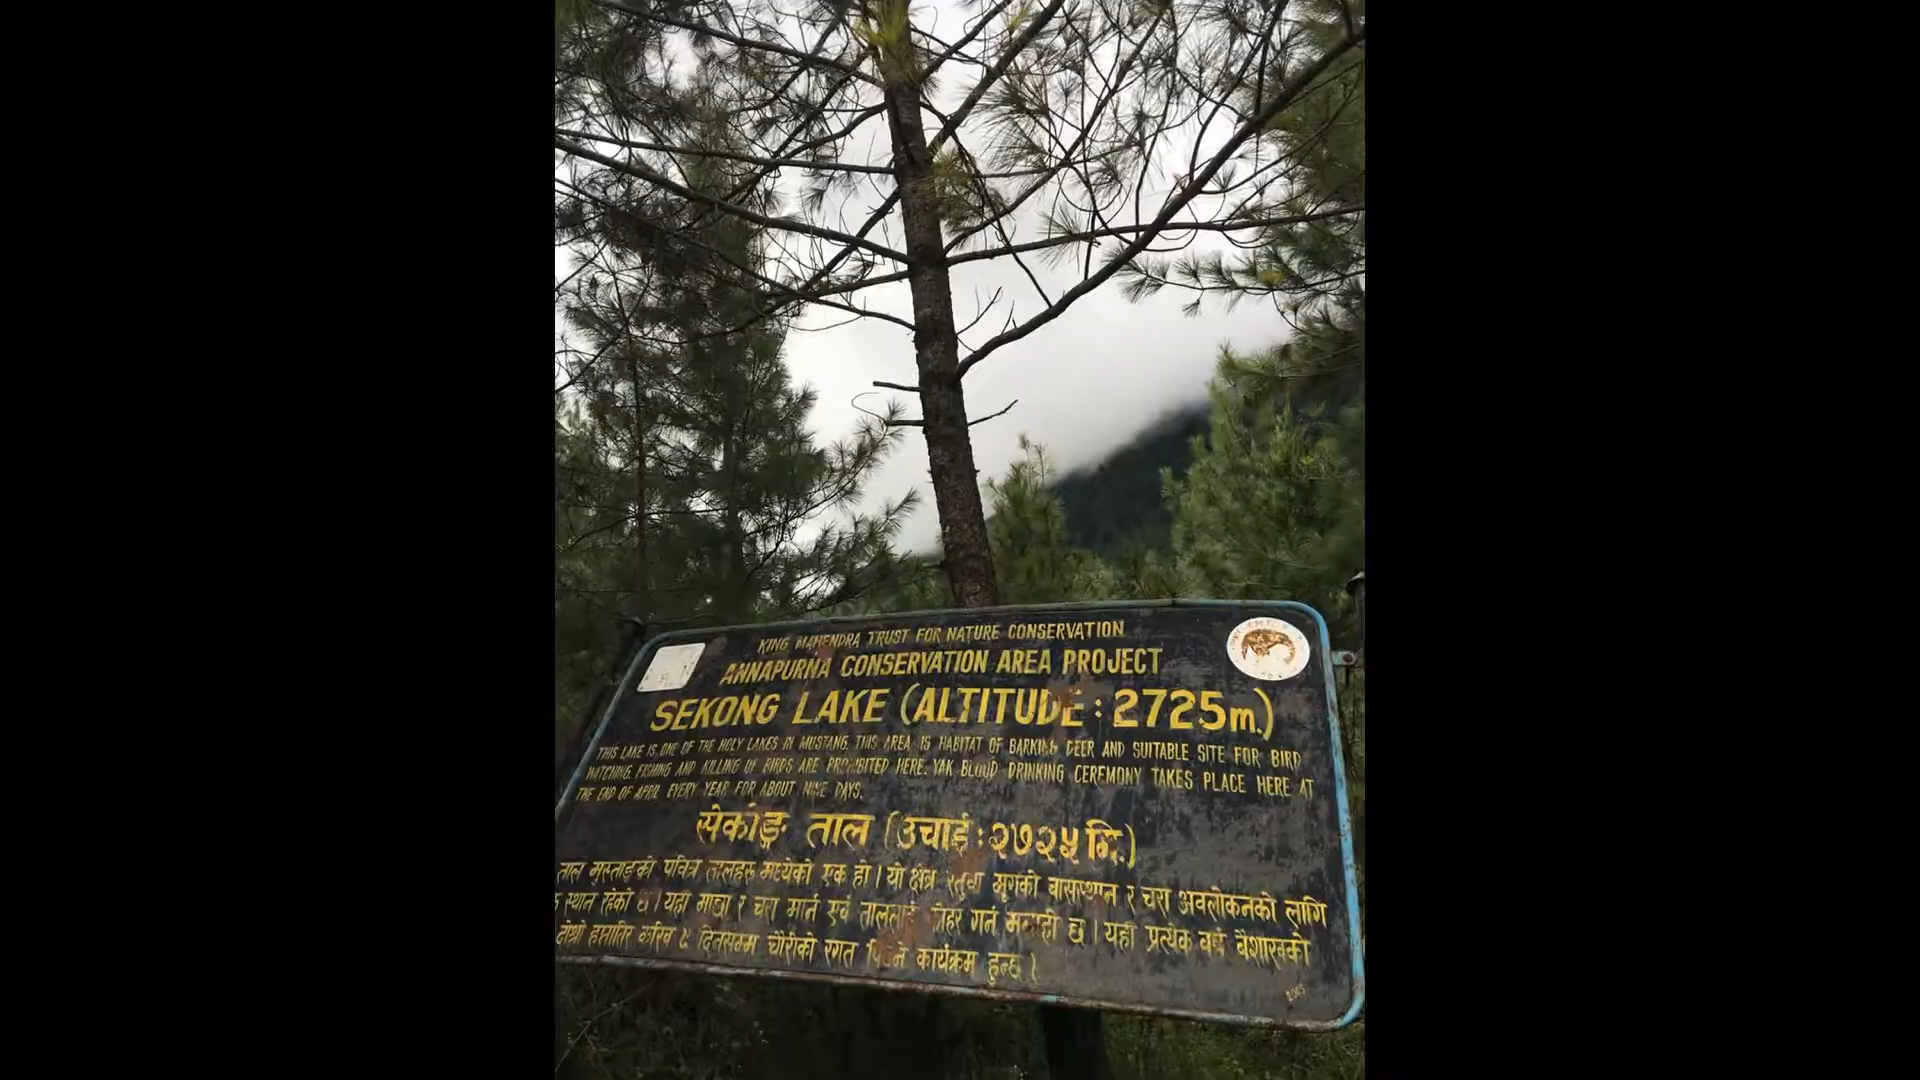 KING MAHENDRA TRUST FOR NATURE CONSERVATION
ANNAPURNA CONSERVATION AREA PROJECT
SEKONG LAKE (ALTITUDE : 2725m.)
THIS LAKE IS ONE OF THE HOLY LAKES IN MUSTANG. THIS AREA IS HABITAT OF BARKING DEER AND SUITABLE SITE FOR BIRD
WATCHING. FISHING AND KILLING OF BIRDS ARE PROHIBITED HERE. YAK BLOOD DRINKING CEREMONY TAKES PLACE HERE AT
THE END OF APRIL EVERY YEAR FOR ABOUT NINE DAYS.
सेकोङ्ग ताल (उचाई : २७२५ मि.)
ताल मुस्ताङको पवित्र तालहरु मध्येको एक हो । यो क्षेत्र रतुवा मृगको बासस्थान र चरा अवलोकनको लागि
स्थान रहेको छ । यहाँ माछा र चरा मार्न एवं ताललाई गर्न मनाही छ । यहाँ प्रत्येक वर्ष बैशाखको
दोश्रो हप्तातिर करिब ९ दिनसम्म चौंरीको रगत पिउने कार्यक्रम हुन्छ ।